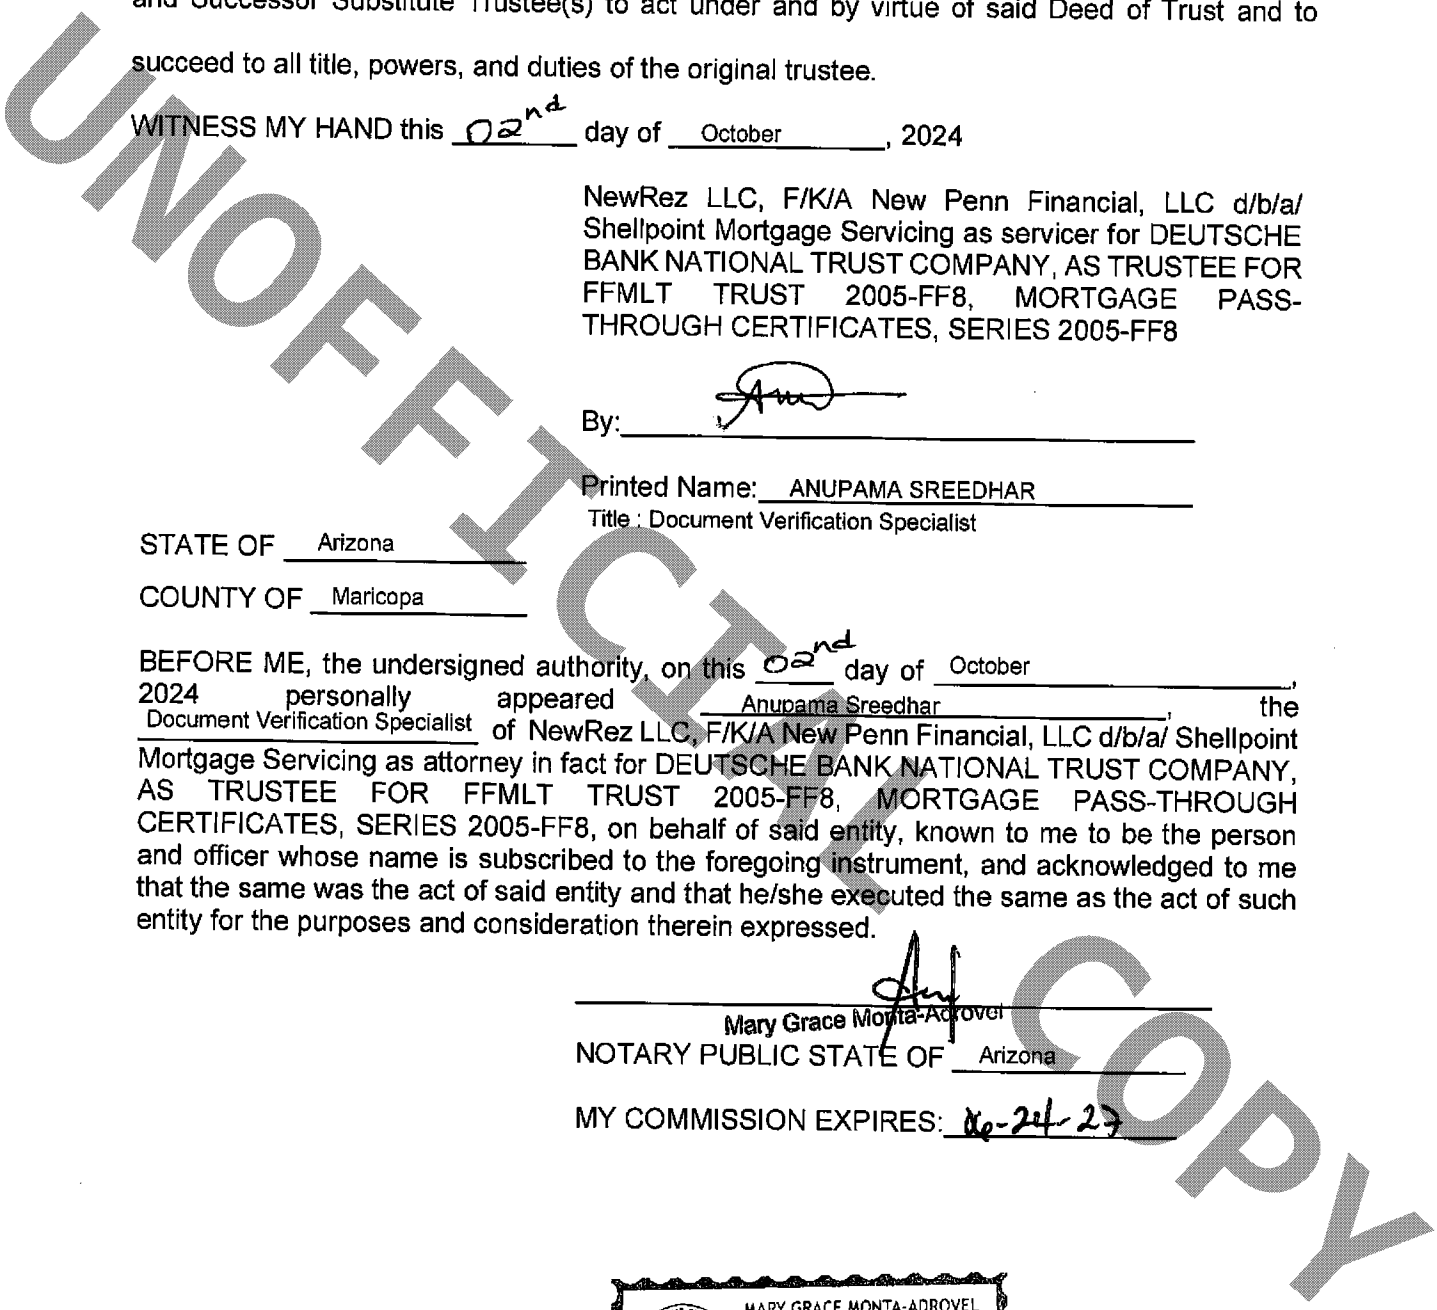 and Successor Substitute Trustee(s) to act under and by virtue of said Deed of Trust and to
succeed to all title, powers, and duties of the original trustee.
WITNESS MY HAND this 02nd day of October, 2024
NewRez LLC, F/K/A New Penn Financial, LLC d/b/a/
Shellpoint Mortgage Servicing as servicer for DEUTSCHE
BANK NATIONAL TRUST COMPANY, AS TRUSTEE FOR
FFMLT TRUST 2005-FF8, MORTGAGE PASS-
THROUGH CERTIFICATES, SERIES 2005-FF8
By:
Printed Name: ANUPAMA SREEDHAR
Title : Document Verification Specialist
STATE OF Arizona
COUNTY OF Maricopa
BEFORE ME, the undersigned authority, on this 02nd day of October,
2024 personally appeared Anupama Sreedhar, the
Document Verification Specialist of NewRez LLC, F/K/A New Penn Financial, LLC d/b/a/ Shellpoint
Mortgage Servicing as attorney in fact for DEUTSCHE BANK NATIONAL TRUST COMPANY,
AS TRUSTEE FOR FFMLT TRUST 2005-FF8, MORTGAGE PASS-THROUGH
CERTIFICATES, SERIES 2005-FF8, on behalf of said entity, known to me to be the person
and officer whose name is subscribed to the foregoing instrument, and acknowledged to me
that the same was the act of said entity and that he/she executed the same as the act of such
entity for the purposes and consideration therein expressed.
Mary Grace Monta-Adrovel
NOTARY PUBLIC STATE OF Arizona
MY COMMISSION EXPIRES: 06-24-27
MARY GRACE MONTA-ADROVEL
UNOFFICIAL COPY